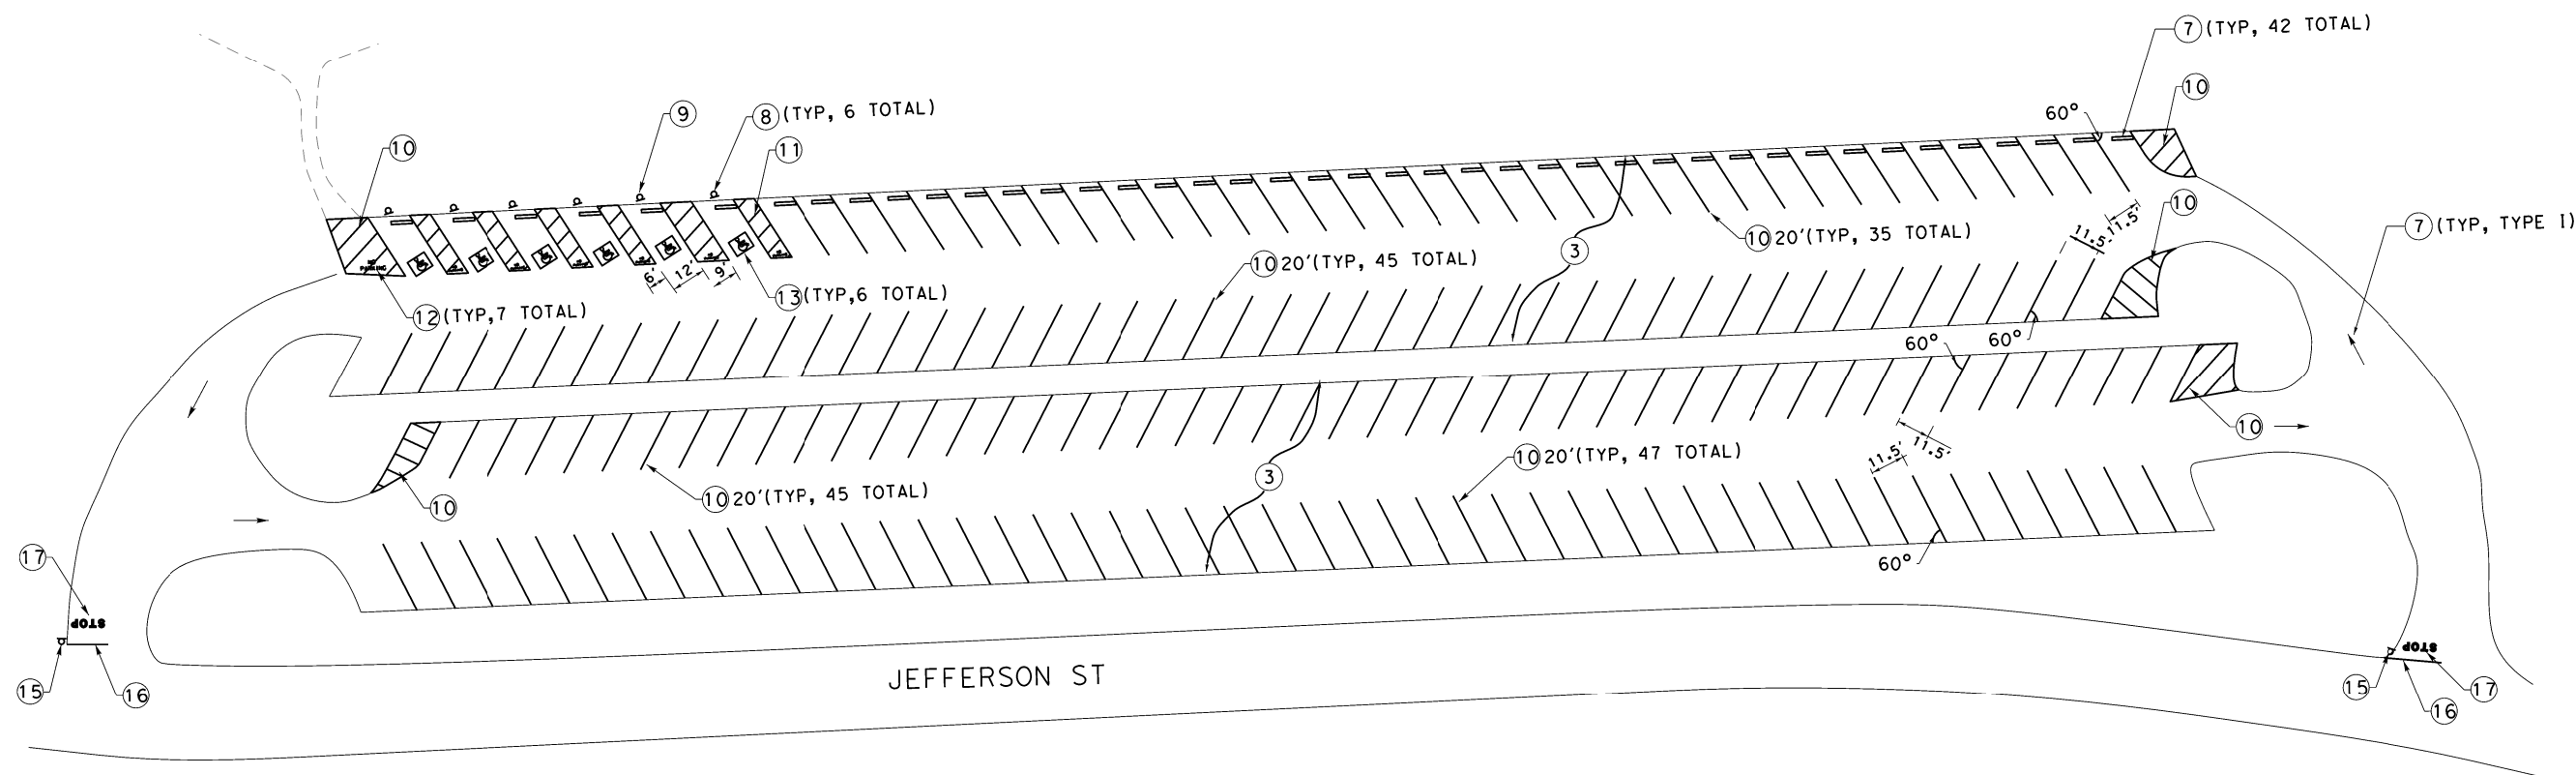 7 (TYP, 42 TOTAL)
10
60°
9
8 (TYP, 6 TOTAL)
10
11
10
7 (TYP, TYPE I)
11.5'
11.5'
10 20'(TYP, 35 TOTAL)
3
10 20'(TYP, 45 TOTAL)
PARKING
6'
12'
9'
13 (TYP,6 TOTAL)
12 (TYP,7 TOTAL)
60°
60°
10
11.5'
11.5'
10 20'(TYP, 47 TOTAL)
3
10 20'(TYP, 45 TOTAL)
10
17
60°
STOP
STOP
JEFFERSON ST
15
16
15
17
16